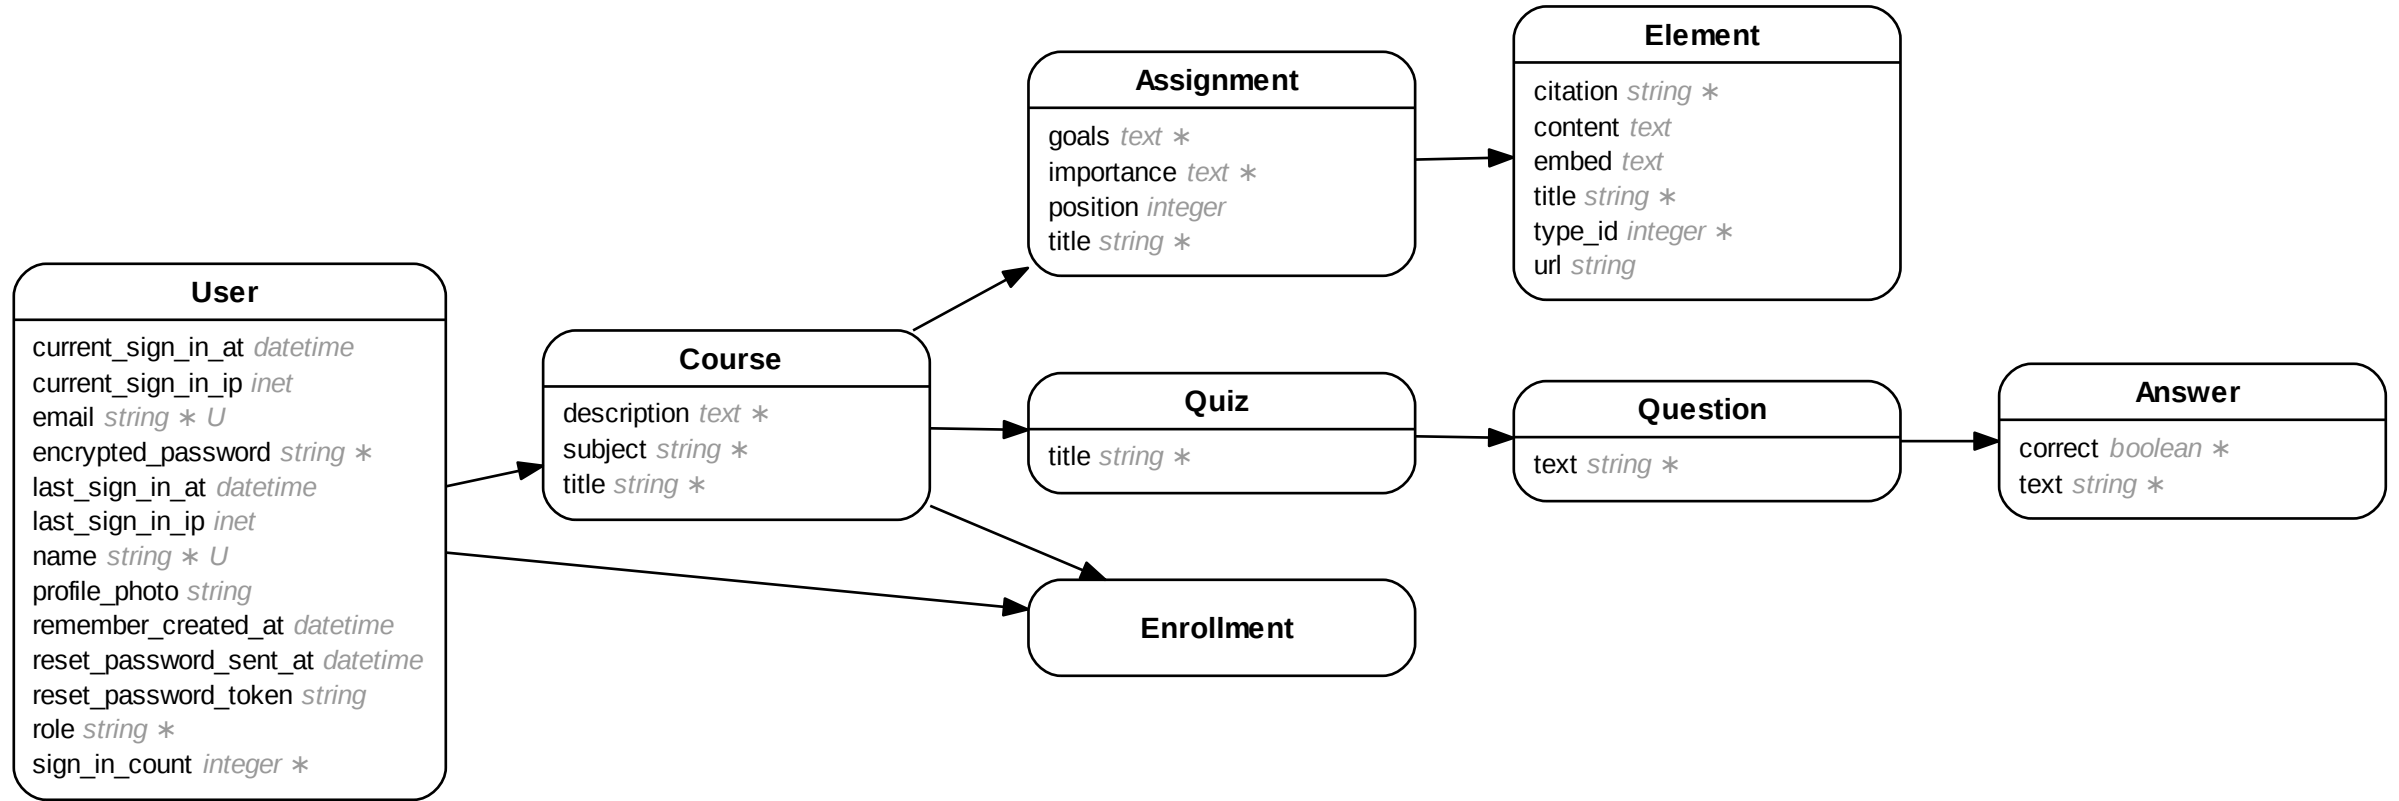 User
current_sign_in_at datetime
current_sign_in_ip inet
email string ∗ U
encrypted_password string ∗
last_sign_in_at datetime
last_sign_in_ip inet
name string ∗ U
profile_photo string
remember_created_at datetime
reset_password_sent_at datetime
reset_password_token string
role string ∗
sign_in_count integer ∗
Course
description text ∗
subject string ∗
title string ∗
Assignment
goals text ∗
importance text ∗
position integer
title string ∗
Quiz
title string ∗
Enrollment
Element
citation string ∗
content text
embed text
title string ∗
type_id integer ∗
url string
Question
text string ∗
Answer
correct boolean ∗
text string ∗